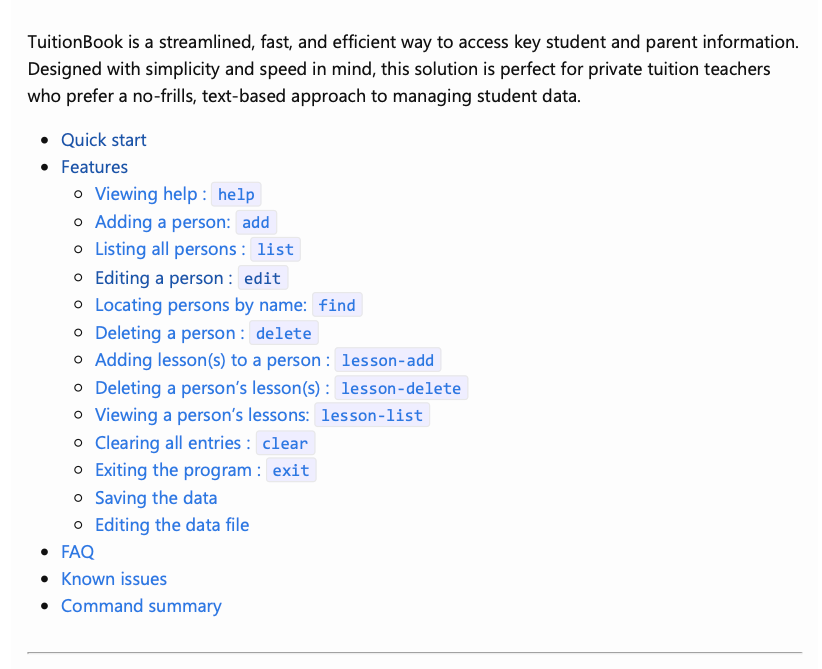 TuitionBook is a streamlined, fast, and efficient way to access key student and parent information.
Designed with simplicity and speed in mind, this solution is perfect for private tuition teachers
who prefer a no-frills, text-based approach to managing student data.
Quick start
Features
Viewing help : help
Adding a person: add
Listing all persons : list
Editing a person : edit
Locating persons by name: find
Deleting a person : delete
Adding lesson(s) to a person : lesson-add
Deleting a person’s lesson(s) : lesson-delete
Viewing a person’s lessons: lesson-list
Clearing all entries : clear
Exiting the program : exit
Saving the data
Editing the data file
FAQ
Known issues
Command summary